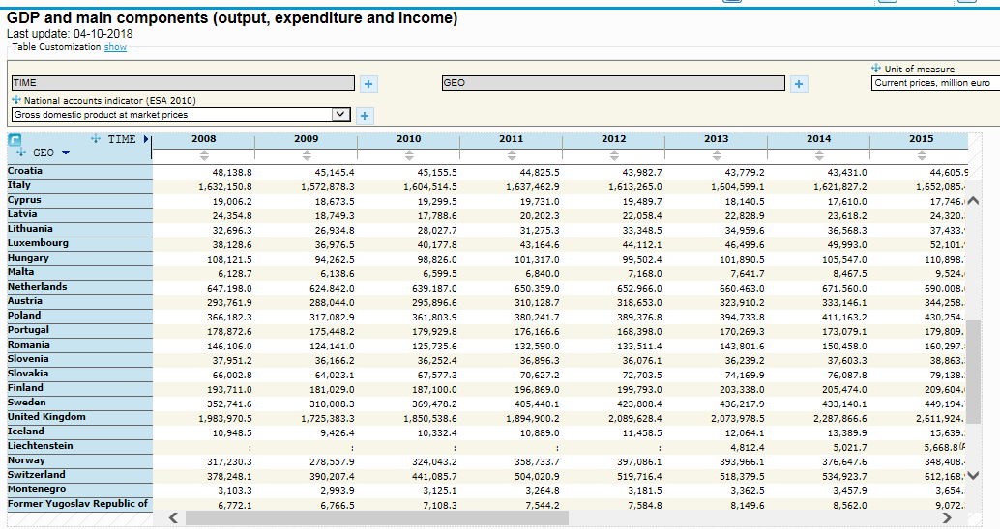 GDP and main components (output, expenditure and income)
Last update: 04-10-2018
Table Customization show
Unit of measure
TIME + GEO + Current prices, million euro
National accounts indicator (ESA 2010)
Gross domestic product at market prices +
TIME 2008 2009 2010 2011 2012 2013 2014 2015
GEO
Croatia 48,138.8 45,145.4 45,155.5 44,825.5 43,982.7 43,779.2 43,431.0 44,605.9
Italy 1,632,150.8 1,572,878.3 1,604,514.5 1,637,462.9 1,613,265.0 1,604,599.1 1,621,827.2 1,652,085.
Cyprus 19,006.2 18,673.5 19,299.5 19,731.0 19,489.7 18,140.5 17,610.0 17,746.
Latvia 24,354.8 18,749.3 17,788.6 20,202.3 22,058.4 22,828.9 23,618.2 24,320.
Lithuania 32,696.3 26,934.8 28,027.7 31,275.3 33,348.5 34,959.6 36,568.3 37,433.
Luxembourg 38,128.6 36,976.5 40,177.8 43,164.6 44,112.1 46,499.6 49,993.0 52,101.
Hungary 108,121.5 94,262.5 98,826.0 101,317.0 99,502.4 101,890.5 105,547.0 110,898.
Malta 6,128.7 6,138.6 6,599.5 6,840.0 7,168.0 7,641.7 8,467.5 9,524.
Netherlands 647,198.0 624,842.0 639,187.0 650,359.0 652,966.0 660,463.0 671,560.0 690,008.
Austria 293,761.9 288,044.0 295,896.6 310,128.7 318,653.0 323,910.2 333,146.1 344,258.
Poland 366,182.3 317,082.9 361,803.9 380,241.7 389,376.8 394,733.8 411,163.2 430,254.
Portugal 178,872.6 175,448.2 179,929.8 176,166.6 168,398.0 170,269.3 173,079.1 179,809.
Romania 146,106.0 124,141.0 125,735.6 132,590.0 133,511.4 143,801.6 150,458.0 160,297.
Slovenia 37,951.2 36,166.2 36,252.4 36,896.3 36,076.1 36,239.2 37,603.3 38,863.
Slovakia 66,002.8 64,023.1 67,577.3 70,627.2 72,703.5 74,169.9 76,087.8 79,138.
Finland 193,711.0 181,029.0 187,100.0 196,869.0 199,793.0 203,338.0 205,474.0 209,604.
Sweden 352,741.6 310,008.3 369,478.2 405,440.1 423,808.4 436,217.9 433,140.1 449,194.
United Kingdom 1,983,970.5 1,725,383.3 1,850,538.6 1,894,900.2 2,089,628.4 2,073,978.5 2,287,866.6 2,611,924.
Iceland 10,948.5 9,426.4 10,332.4 10,889.0 11,458.5 12,064.1 13,389.9 15,639.
Liechtenstein : : : : : 4,812.4 5,021.7 5,668.8
Norway 317,230.3 278,557.9 324,043.2 358,733.7 397,086.1 393,966.1 376,647.6 348,408.
Switzerland 378,248.1 390,207.4 441,085.7 504,020.9 519,716.4 518,379.5 534,923.7 612,168.
Montenegro 3,103.3 2,993.9 3,125.1 3,264.8 3,181.5 3,362.5 3,457.9 3,654.
Former Yugoslav Republic of 6,772.1 6,766.5 7,108.3 7,544.2 7,584.8 8,149.6 8,562.0 9,072.